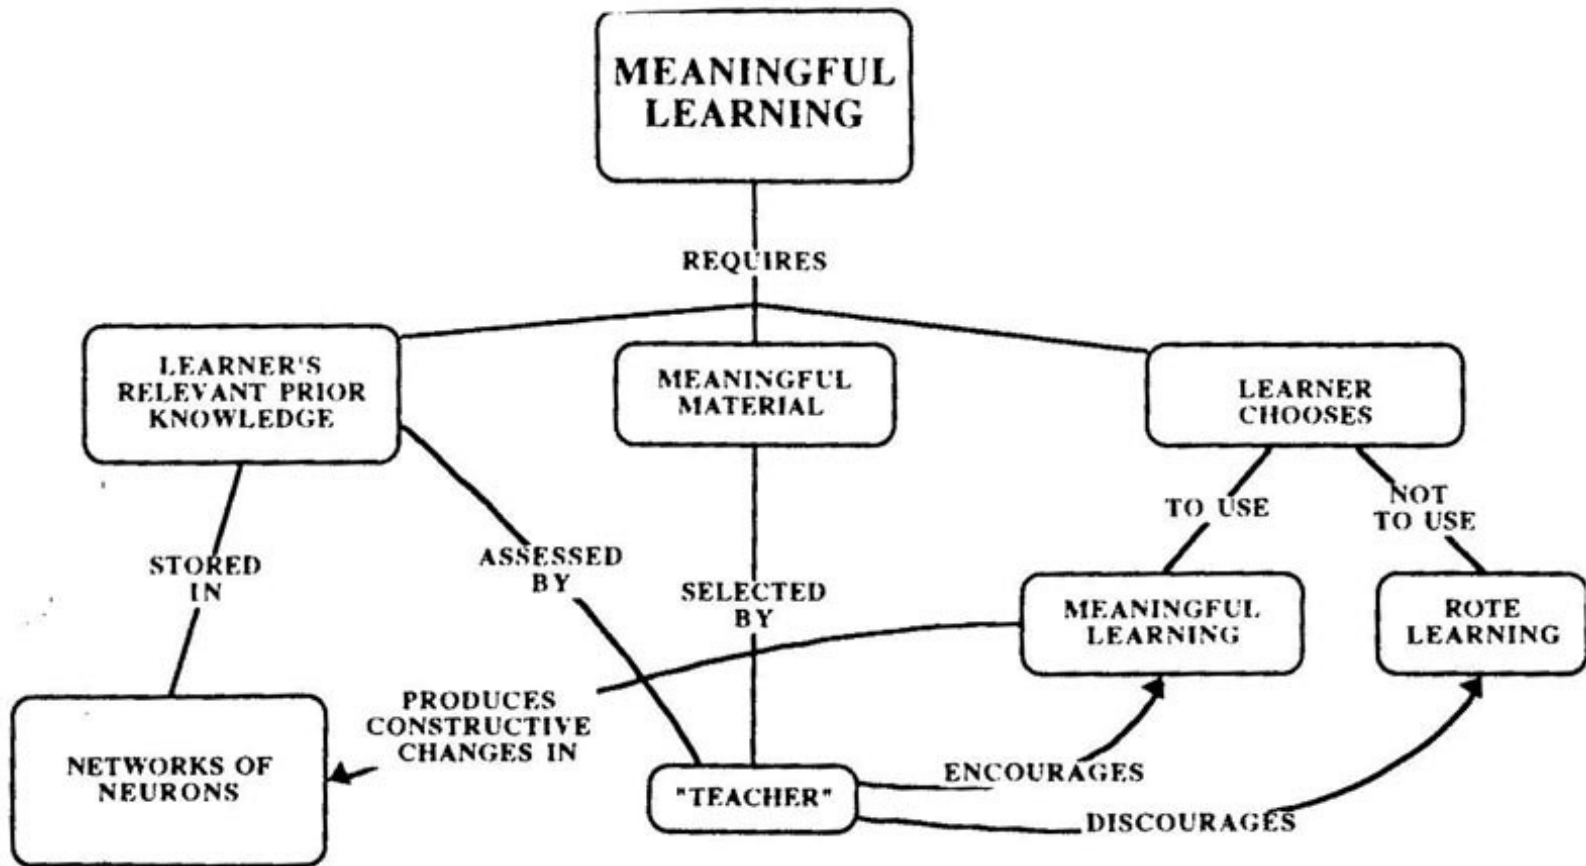 MEANINGFUL
LEARNING
REQUIRES
LEARNER'S
RELEVANT PRIOR
KNOWLEDGE
MEANINGFUL
MATERIAL
LEARNER
CHOOSES
TO USE
NOT
TO USE
STORED
IN
ASSESSED
BY
SELECTED
BY
MEANINGFUL
LEARNING
ROTE
LEARNING
PRODUCES
CONSTRUCTIVE
CHANGES IN
NETWORKS OF
NEURONS
"TEACHER"
ENCOURAGES
DISCOURAGES